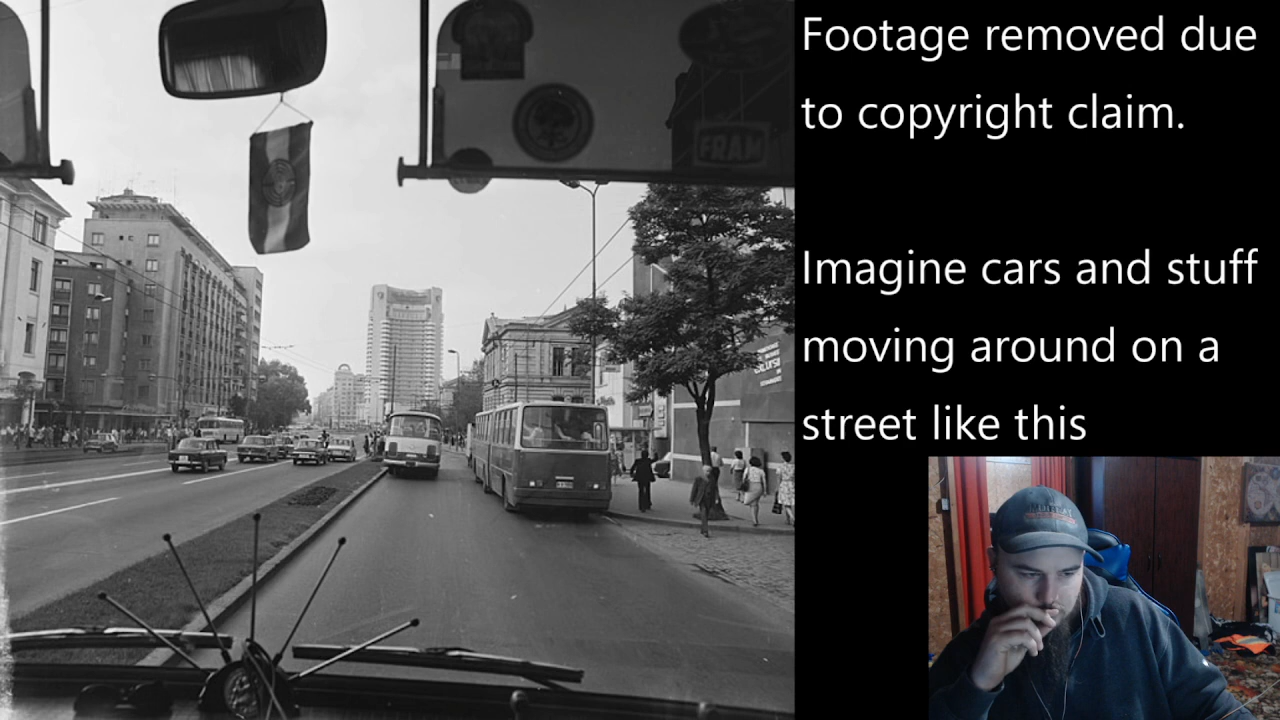 Footage removed due
to copyright claim.
Imagine cars and stuff
moving around on a
street like this
FRAM